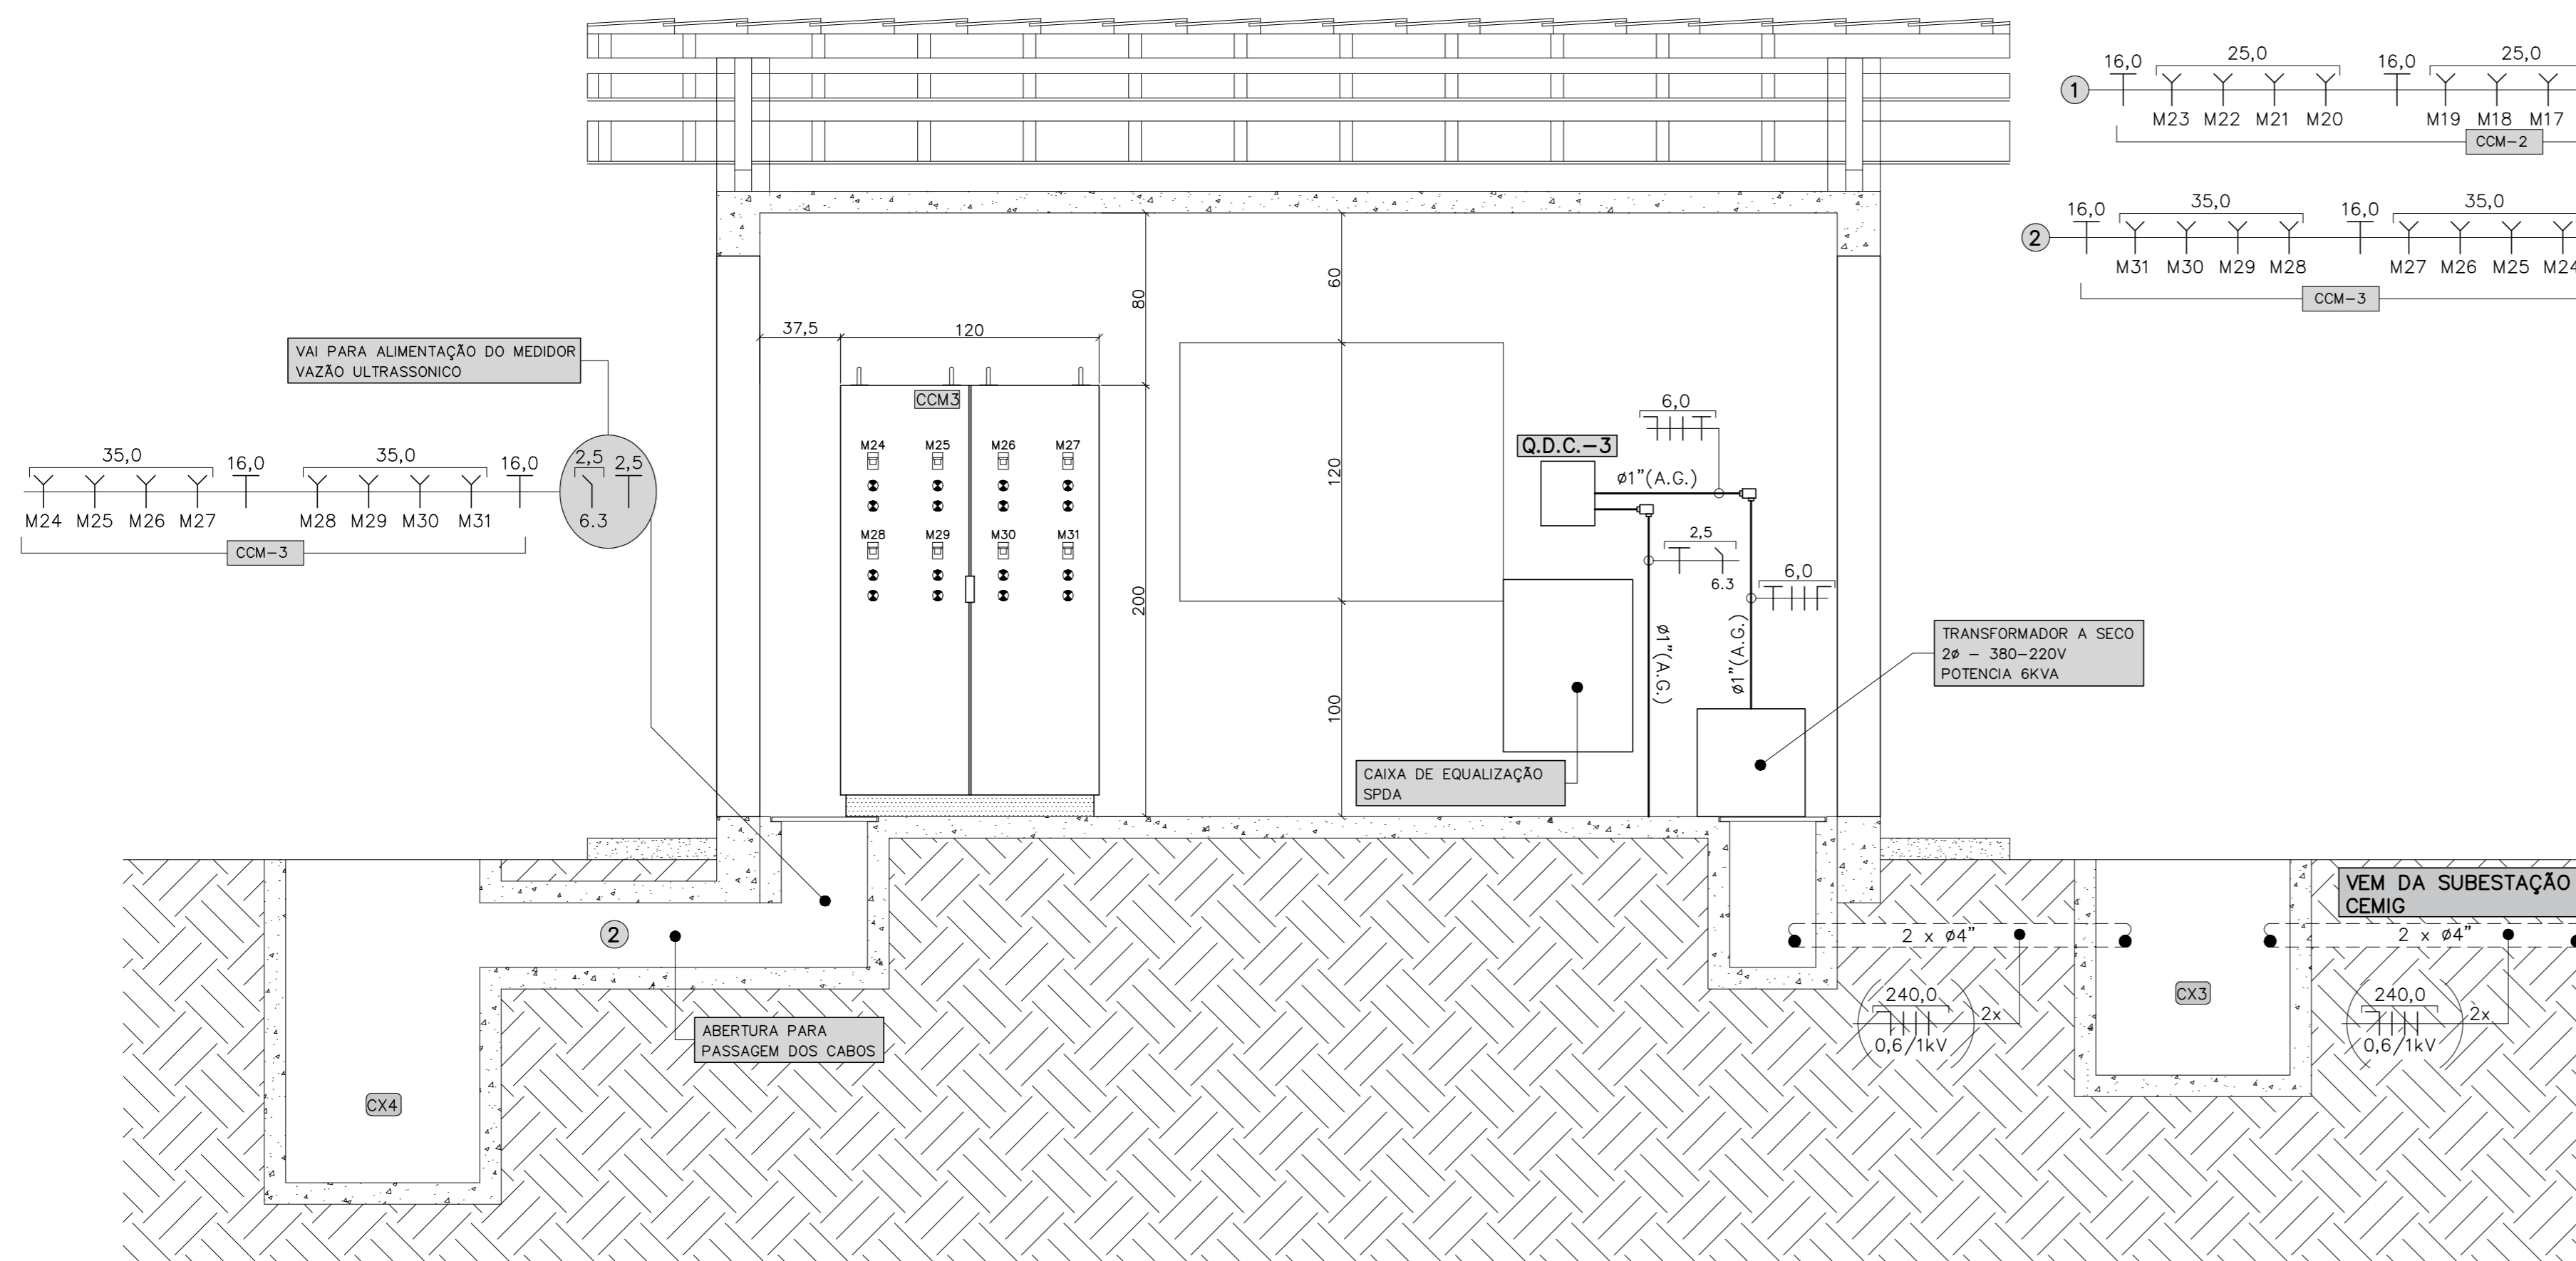 16,0
25,0
16,0
25,0
1
M23 M22 M21 M20
M19 M18 M17
CCM-2
16,0
35,0
16,0
35,0
2
M31 M30 M29 M28
M27 M26 M25 M24
CCM-3
VAI PARA ALIMENTAÇÃO DO MEDIDOR
VAZÃO ULTRASSONICO
35,0
16,0
35,0
16,0
2,5
2,5
M24 M25 M26 M27
M28 M29 M30 M31
6.3
CCM-3
37,5
120
80
200
60
120
100
CCM3
M24 M25 M26 M27
M28 M29 M30 M31
6,0
Q.D.C.-3
ø1"(A.G.)
2,5
6.3
6,0
ø1"(A.G.)
ø1"(A.G.)
TRANSFORMADOR A SECO
2ø - 380-220V
POTENCIA 6KVA
CAIXA DE EQUALIZAÇÃO
SPDA
VEM DA SUBESTAÇÃO
CEMIG
2
2 x ø4"
2 x ø4"
CX3
240,0
2x
0,6/1kV
240,0
2x
0,6/1kV
ABERTURA PARA
PASSAGEM DOS CABOS
CX4